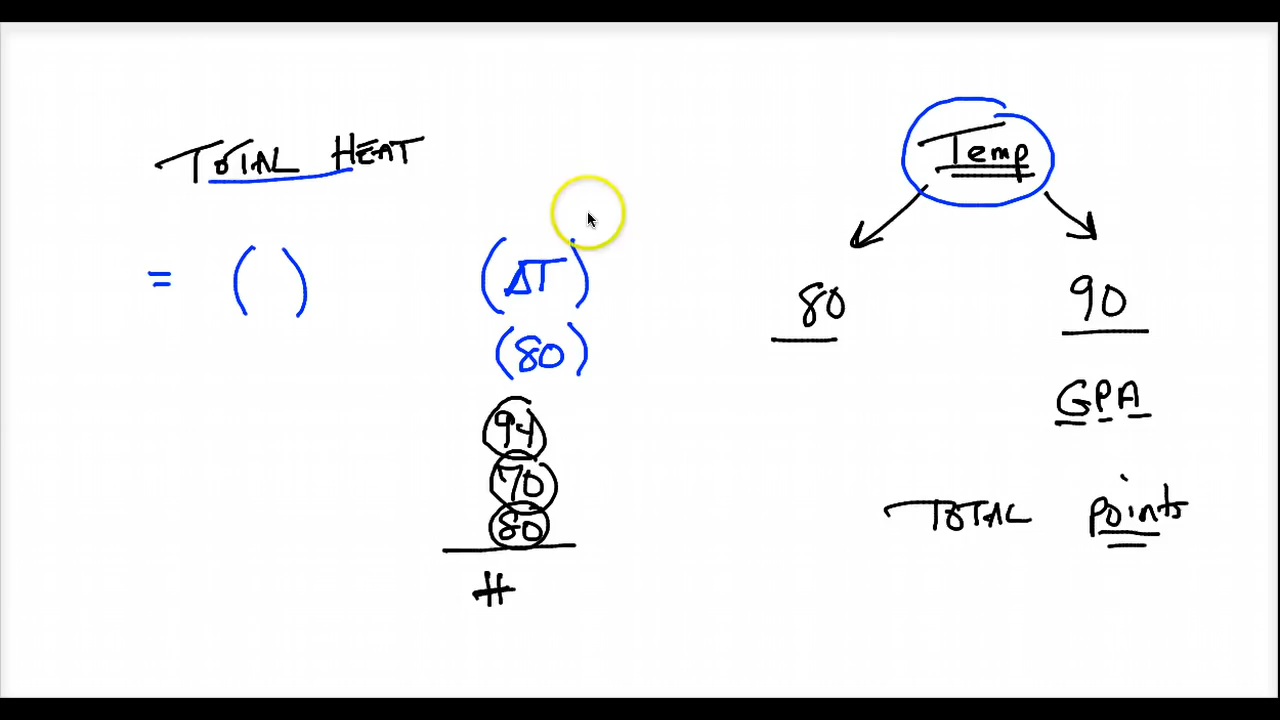 TOTAL HEAT
= ( ) (ΔT)
(80)
94
70
80
#
Temp
80 90
GPA
TOTAL points